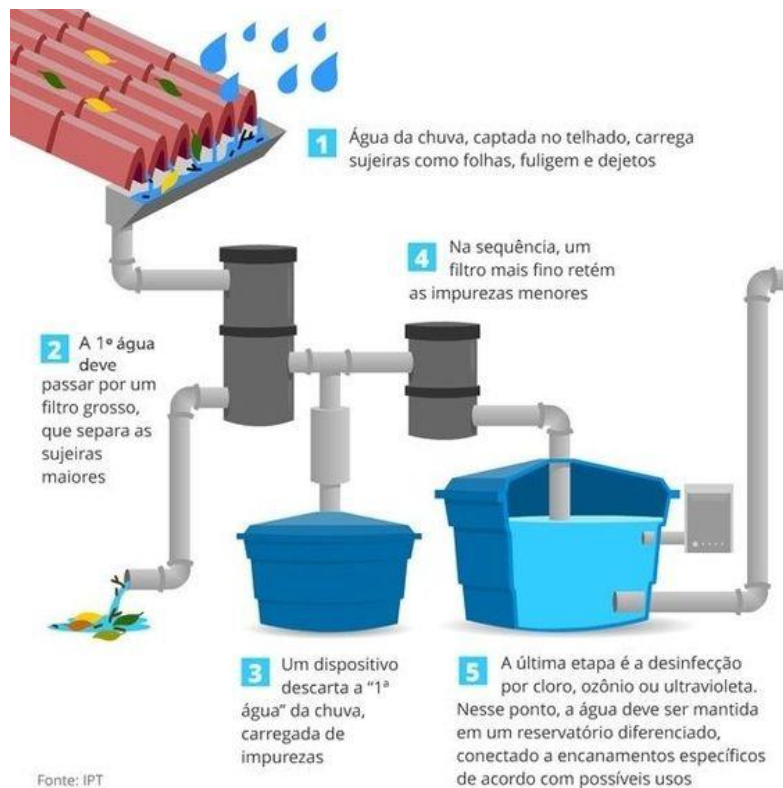 1 Água da chuva, captada no telhado, carrega
sujeiras como folhas, fuligem e dejetos
2 A 1º água
deve
passar por um
filtro grosso,
que separa as
sujeiras
maiores
3 Um dispositivo
descarta a “1ª
água” da chuva,
carregada de
impurezas
4 Na sequência, um
filtro mais fino retém
as impurezas menores
5 A última etapa é a desinfecção
por cloro, ozônio ou ultravioleta.
Nesse ponto, a água deve ser mantida
em um reservatório diferenciado,
conectado a encanamentos específicos
de acordo com possíveis usos
Fonte: IPT